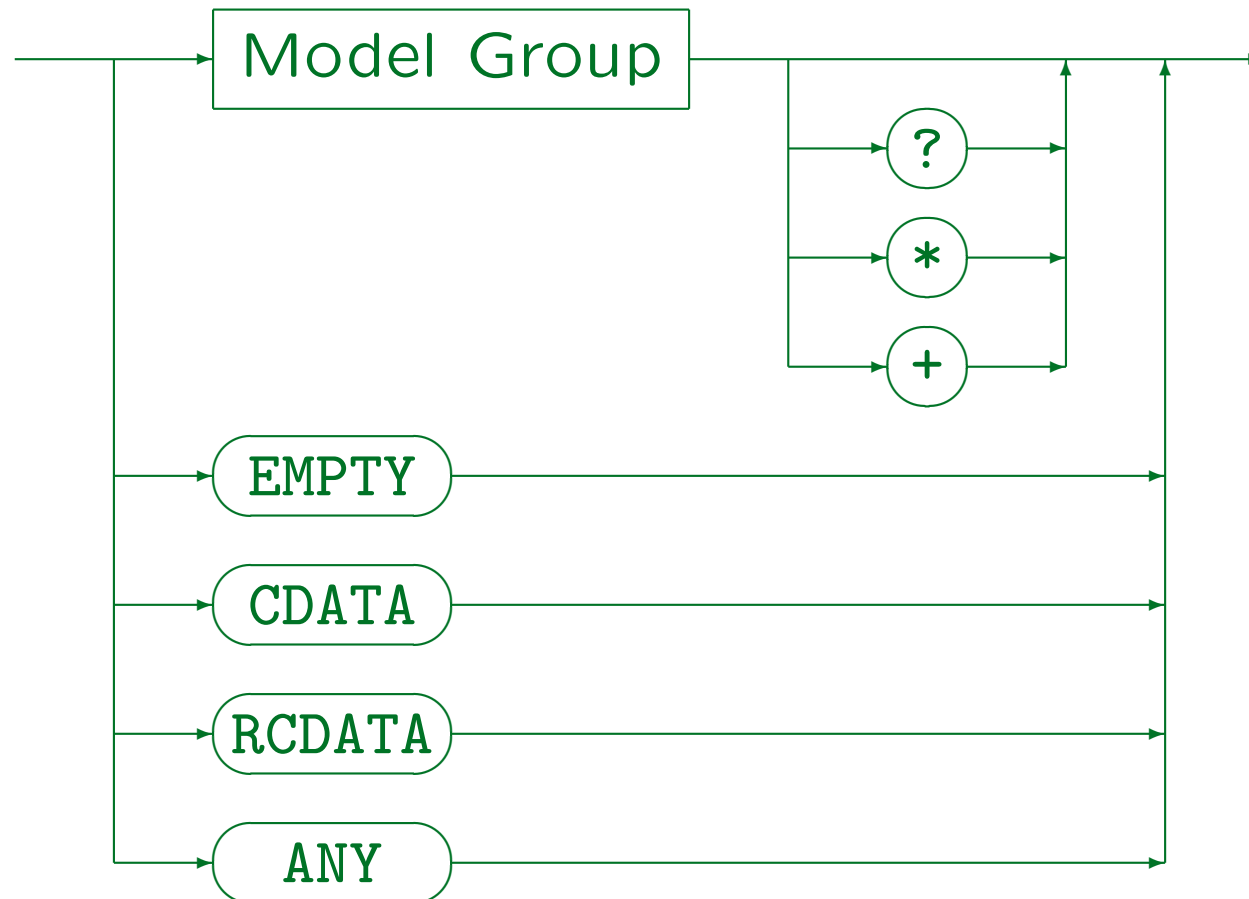 Model Group
?
*
+
EMPTY
CDATA
RCDATA
ANY